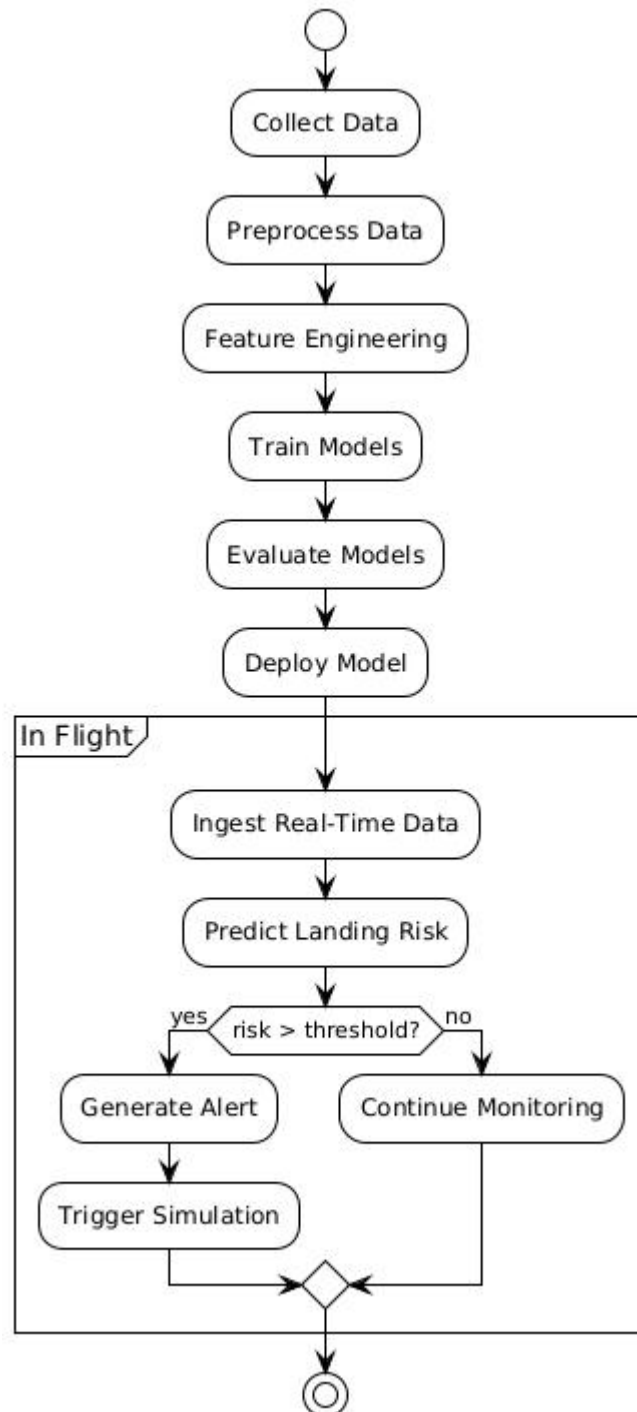 Collect Data
Preprocess Data
Feature Engineering
Train Models
Evaluate Models
Deploy Model
In Flight
Ingest Real-Time Data
Predict Landing Risk
yes
risk > threshold?
no
Generate Alert
Continue Monitoring
Trigger Simulation